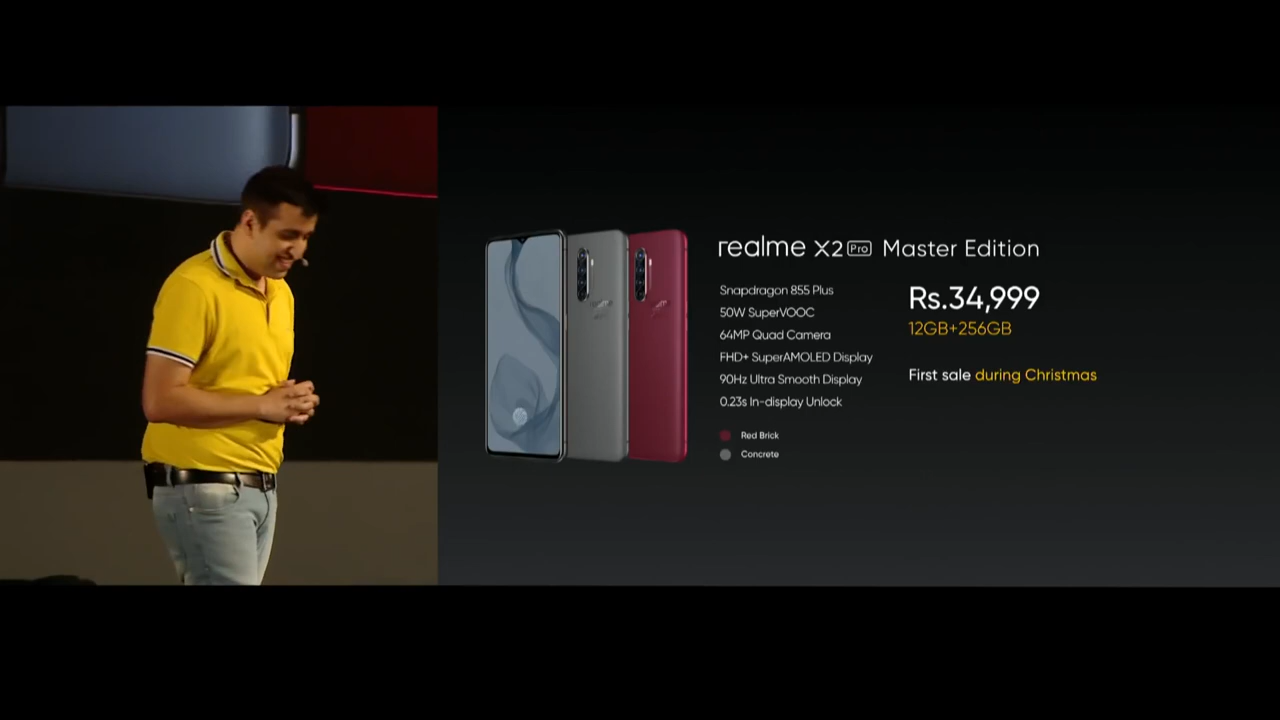 realme X2 Pro Master Edition
Snapdragon 855 Plus
50W SuperVOOC
64MP Quad Camera
FHD+ SuperAMOLED Display
90Hz Ultra Smooth Display
0.23s In-display Unlock
Red Brick
Concrete
Rs.34,999
12GB+256GB
First sale during Christmas